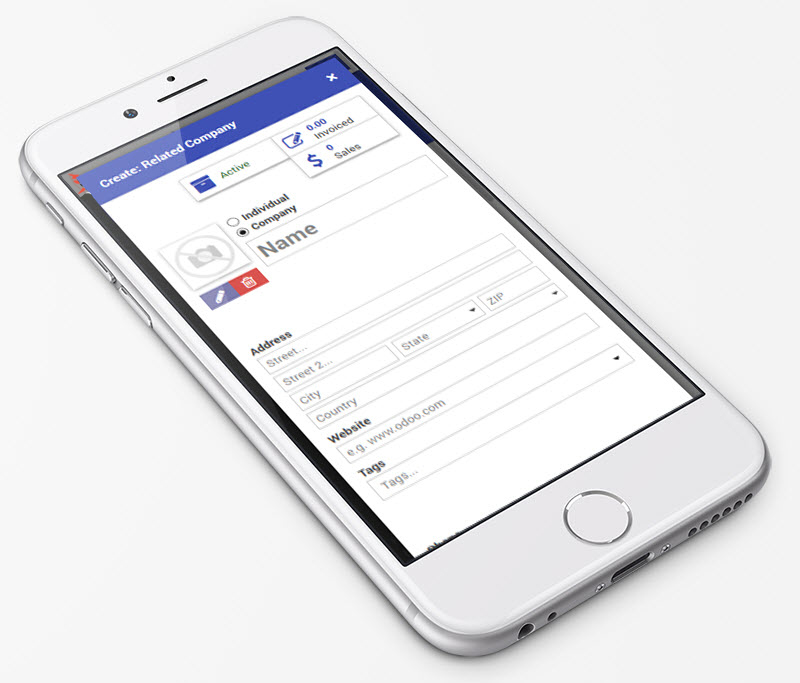 Create: Related Company
×
Active
0.00
Invoiced
0
Sales
Individual
Company
Name
Address
Street...
Street 2...
City
State
ZIP
Country
Website
e.g. www.odoo.com
Tags
Tags...